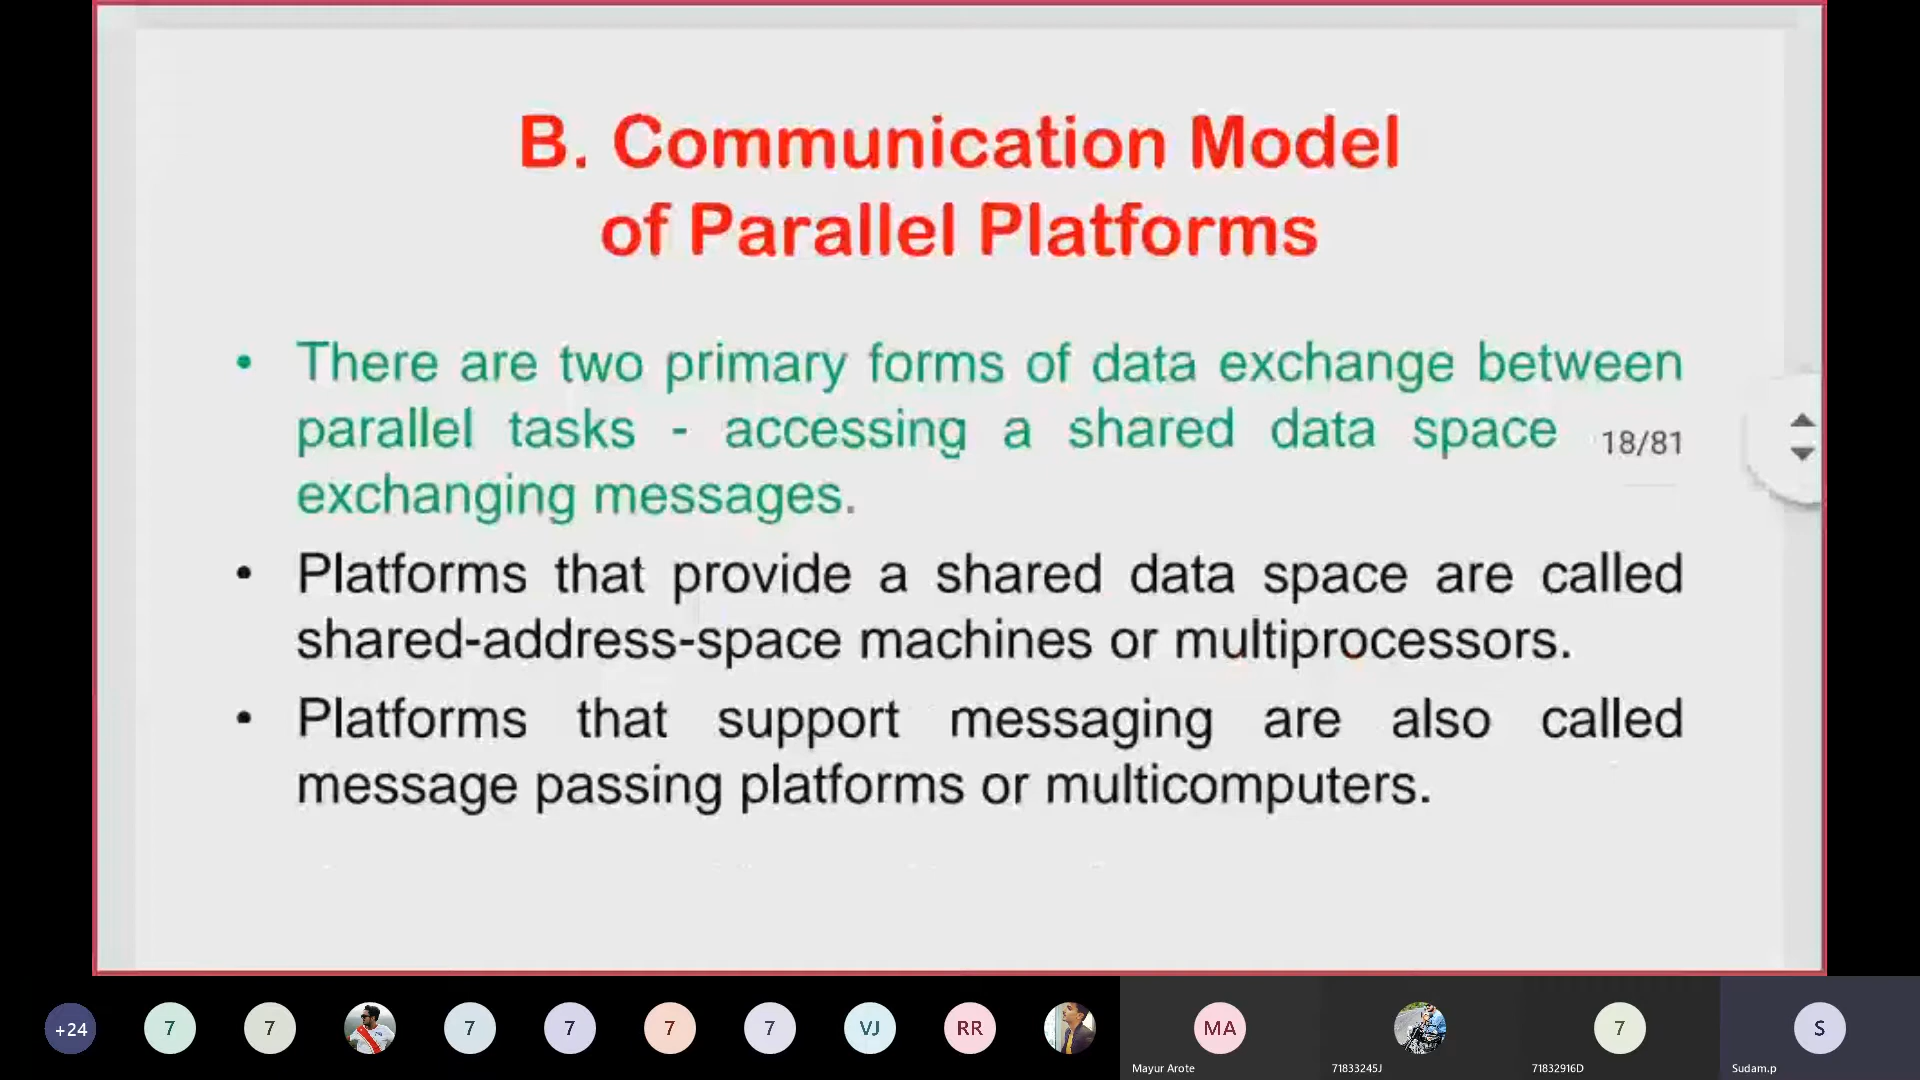 B. Communication Model
of Parallel Platforms
• There are two primary forms of data exchange between
parallel tasks - accessing a shared data space
18/81
exchanging messages.
• Platforms that provide a shared data space are called
shared-address-space machines or multiprocessors.
• Platforms that support messaging are also called
message passing platforms or multicomputers.
+24
7
7
7
7
7
7
VJ
RR
MA
7
S
Mayur Arote
71833245J
71832916D
Sudam.p